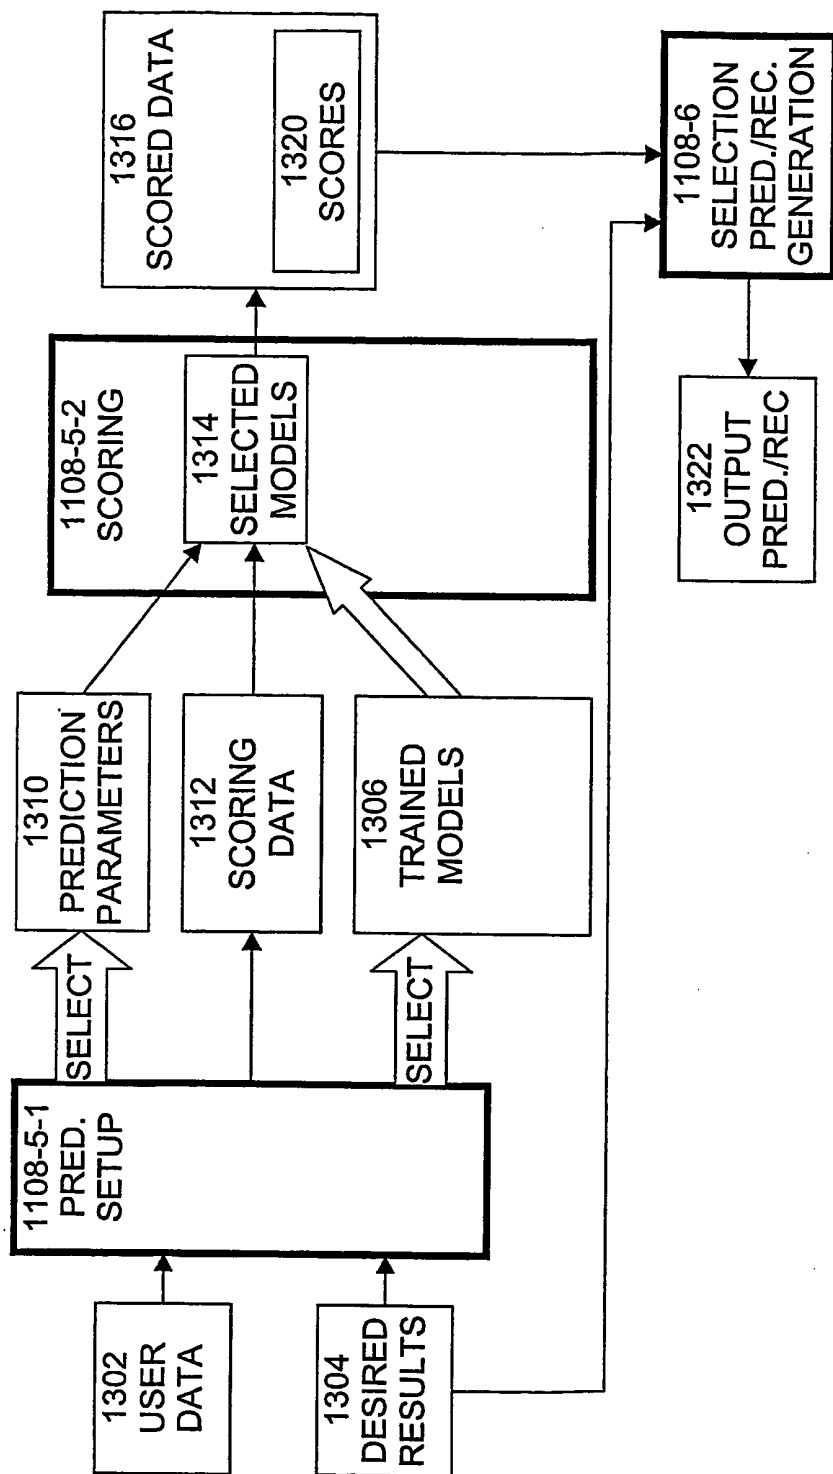 1302
USER
DATA
1304
DESIRED
RESULTS
1108-5-1
PRED.
SETUP
SELECT
SELECT
1310
PREDICTION
PARAMETERS
1312
SCORING
DATA
1306
TRAINED
MODELS
1108-5-2
SCORING
1314
SELECTED
MODELS
1316
SCORED DATA
1320
SCORES
1108-6
SELECTION
PRED./REC.
GENERATION
1322
OUTPUT
PRED./REC